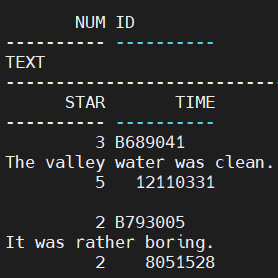 NUM ID
---------- ----------
TEXT
--------------------------------
STAR TIME
---------- ----------
3 B689041
The valley water was clean.
5 12110331
2 B793005
It was rather boring.
2 8051528